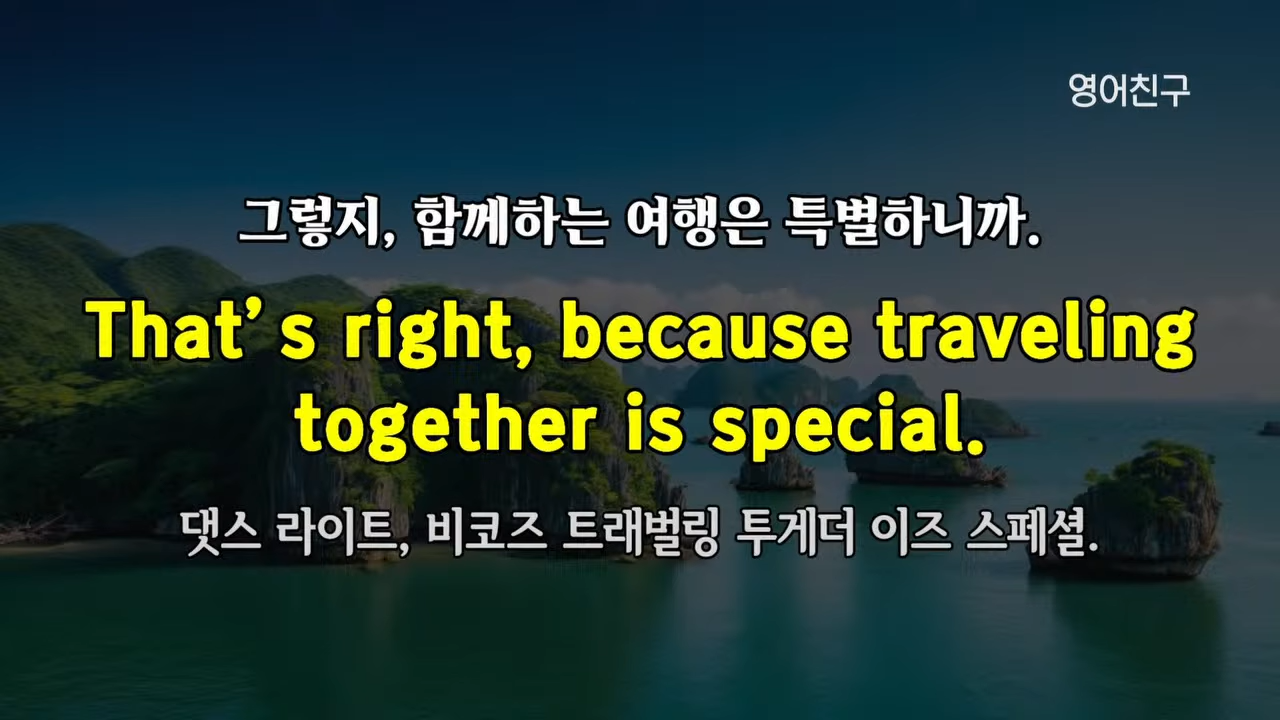 영어친구
그렇지, 함께하는 여행은 특별하니까.
That's right, because traveling
together is special.
댓스 라이트, 비코즈 트래벌링 투게더 이즈 스페셜.